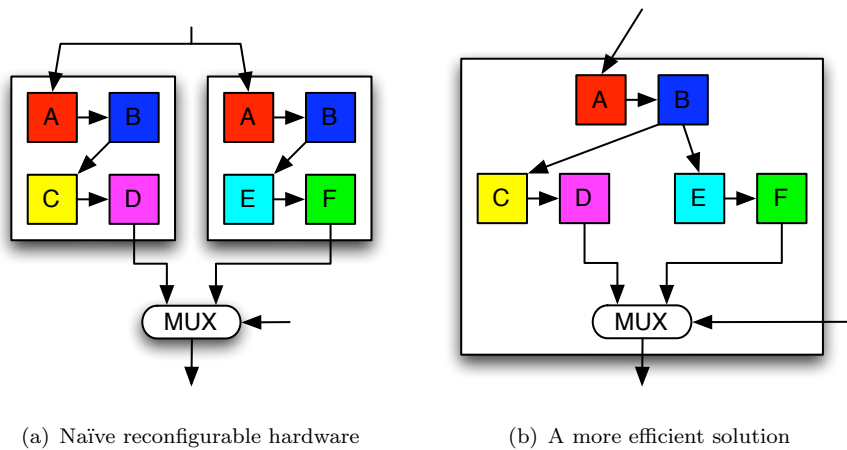 A B A B
C D E F
MUX
A B
C D E F
MUX
(a) Naïve reconfigurable hardware
(b) A more efficient solution